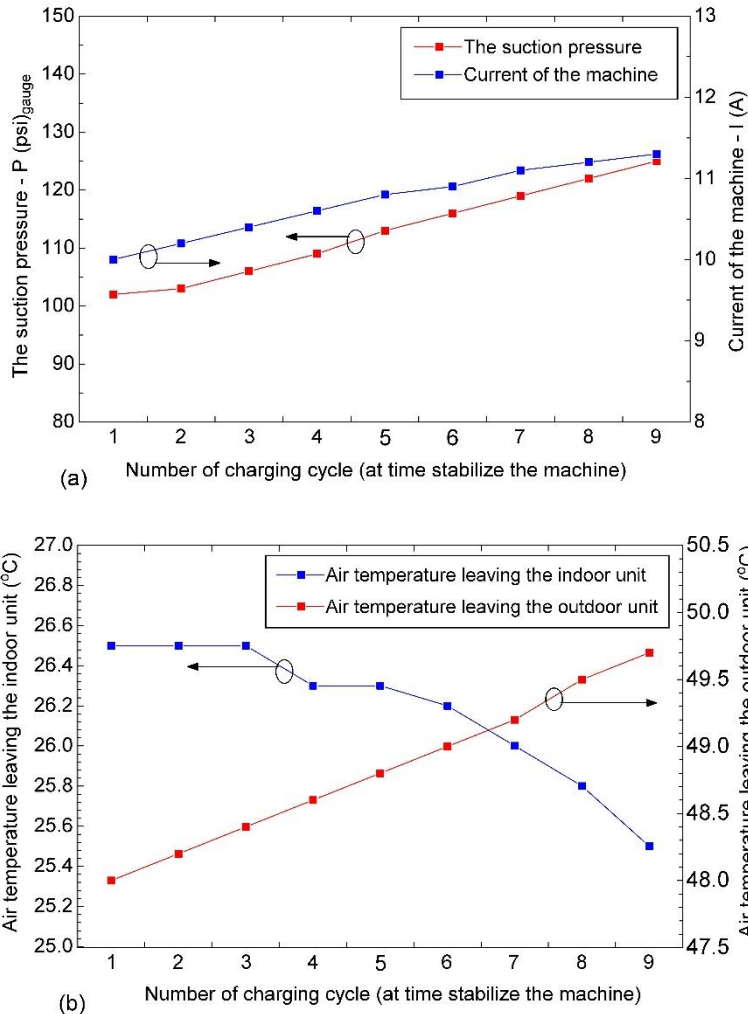 The suction pressure - P (psi)gauge
150
140
130
120
110
100
90
80
13
12
11
10
9
8
Current of the machine - I (A)
The suction pressure
Current of the machine
1 2 3 4 5 6 7 8 9
Number of charging cycle (at time stabilize the machine)
(a)
Air temperature leaving the indoor unit (°C)
27.0
26.8
26.6
26.4
26.2
26.0
25.8
25.6
25.4
25.2
25.0
50.5
50.0
49.5
49.0
48.5
48.0
47.5
Air temperature leaving the outdoor unit (°C)
Air temperature leaving the indoor unit
Air temperature leaving the outdoor unit
1 2 3 4 5 6 7 8 9
Number of charging cycle (at time stabilize the machine)
(b)